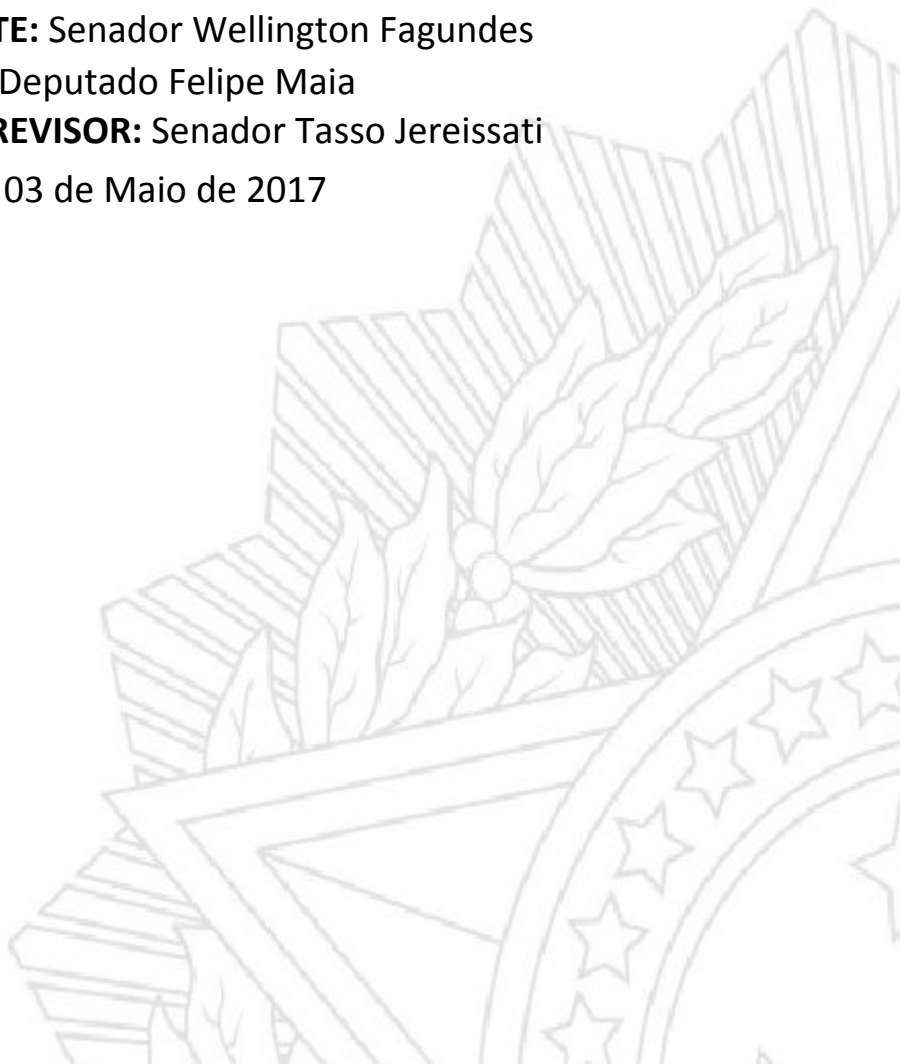 TE: Senador Wellington Fagundes
Deputado Felipe Maia
REVISOR: Senador Tasso Jereissati
03 de Maio de 2017